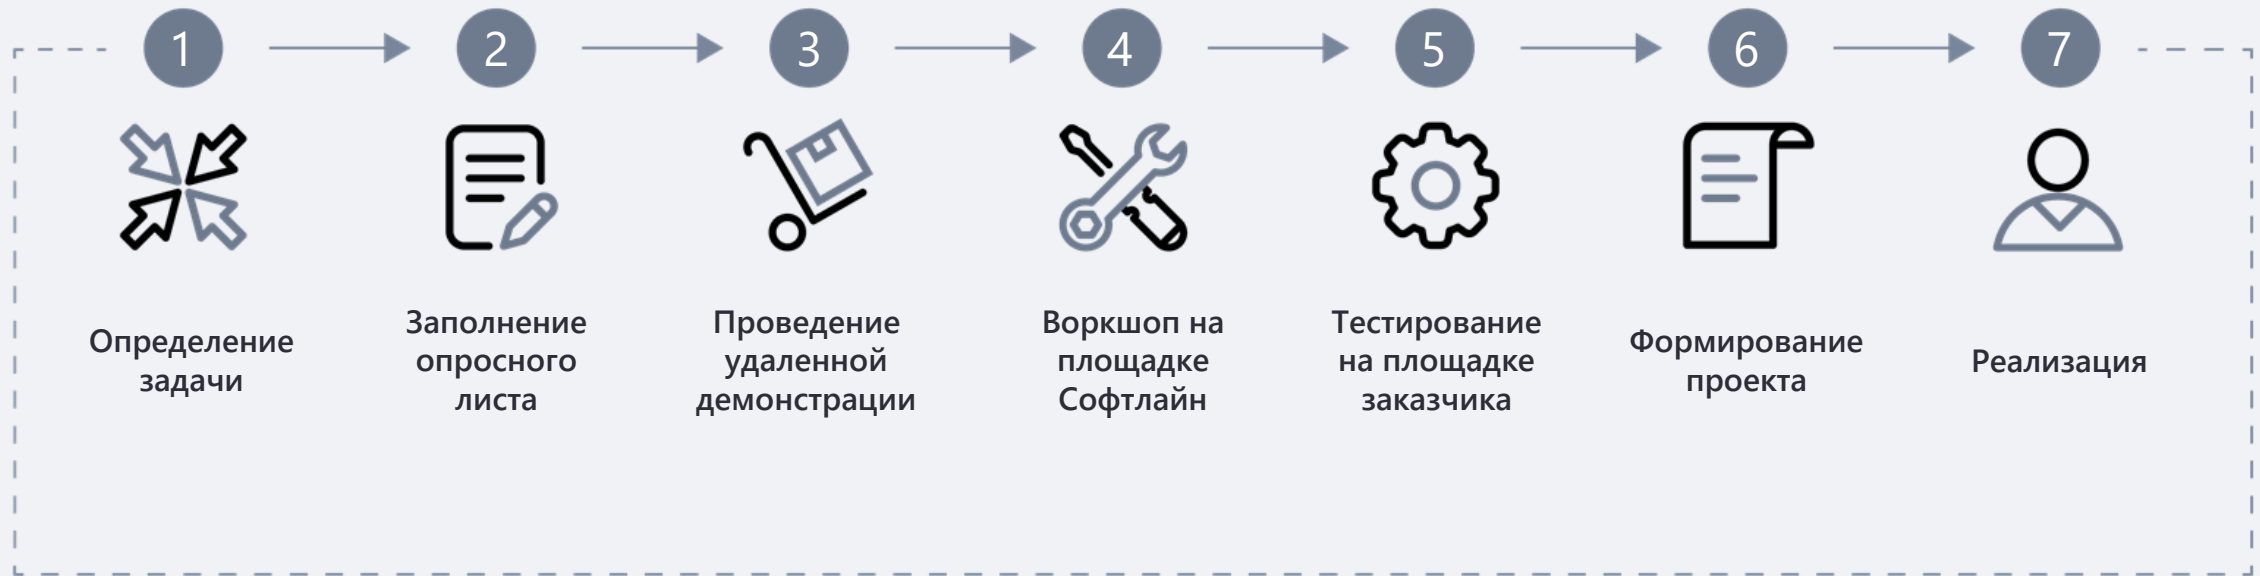 1
2
3
4
5
6
7
Определение
задачи
Заполнение
опросного
листа
Проведение
удаленной
демонстрации
Воркшоп на
площадке
Софтлайн
Тестирование
на площадке
заказчика
Формирование
проекта
Реализация